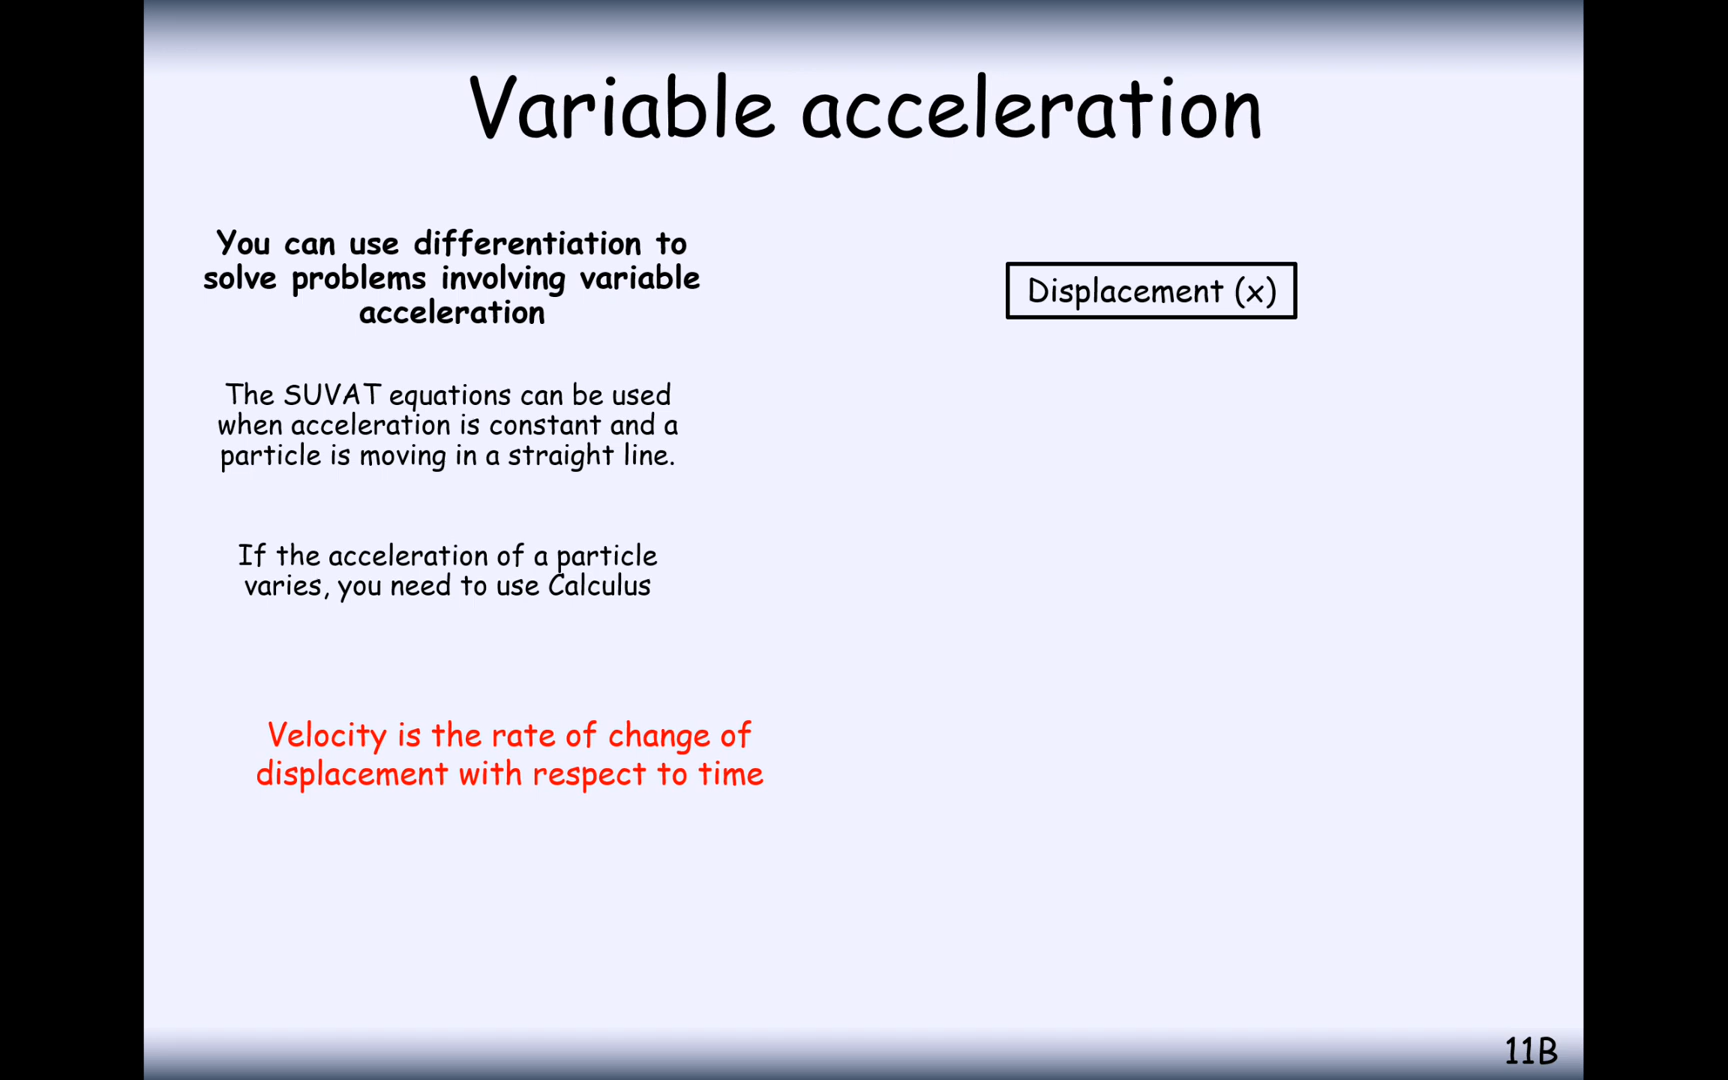 Variable acceleration
You can use differentiation to
solve problems involving variable
acceleration
The SUVAT equations can be used
when acceleration is constant and a
particle is moving in a straight line.
If the acceleration of a particle
varies, you need to use Calculus
Velocity is the rate of change of
displacement with respect to time
Displacement (x)
11B